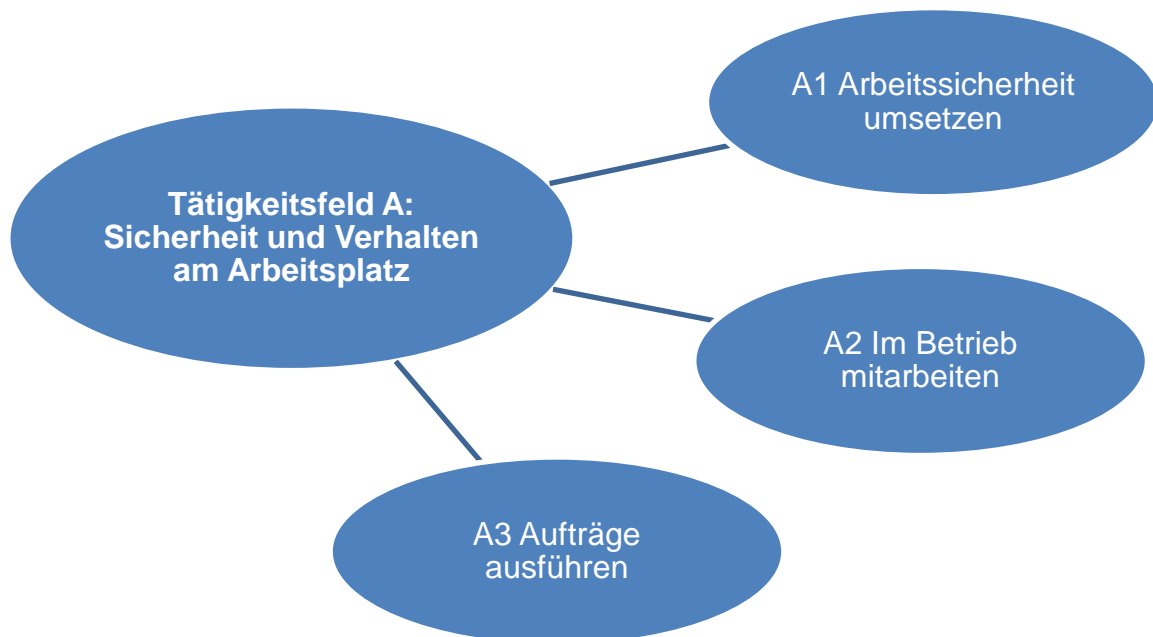 Tätigkeitsfeld A:
Sicherheit und Verhalten
am Arbeitsplatz
A1 Arbeitssicherheit
umsetzen
A2 Im Betrieb
mitarbeiten
A3 Aufträge
ausführen